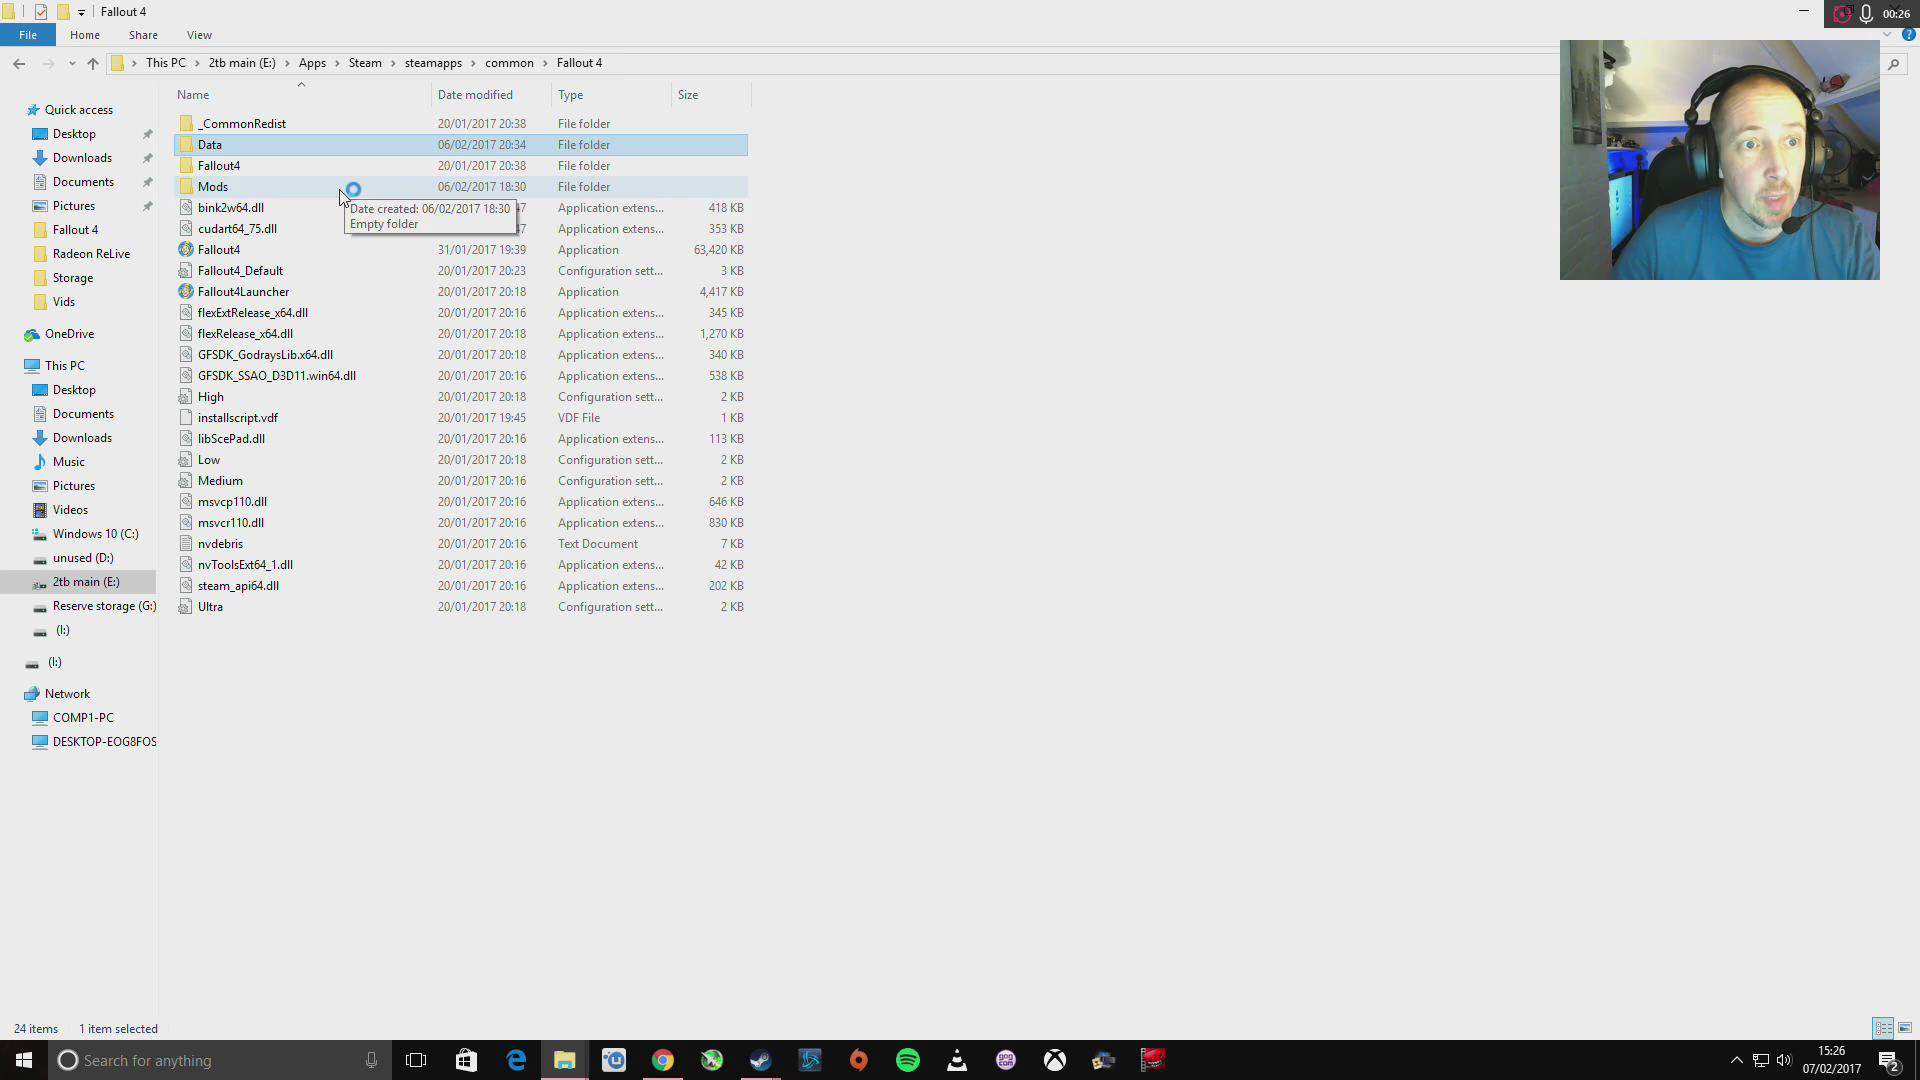 Fallout 4
00:26
File Home Share View
This PC 2tb main (E:) Apps Steam steamapps common Fallout 4
Name Date modified Type Size
Quick access
Desktop
Downloads
Documents
Pictures
Fallout 4
Radeon ReLive
Storage
Vids
OneDrive
This PC
Desktop
Documents
Downloads
Music
Pictures
Videos
Windows 10 (C:)
unused (D:)
2tb main (E:)
Reserve storage (G:)
(I:)
(I:)
Network
COMP1-PC
DESKTOP-EOG8FOS
_CommonRedist 20/01/2017 20:38 File folder
Data 06/02/2017 20:34 File folder
Fallout4 20/01/2017 20:38 File folder
Mods 06/02/2017 18:30 File folder
bink2w64.dll 47 Application extens... 418 KB
Date created: 06/02/2017 18:30
Empty folder
cudart64_75.dll 47 Application extens... 353 KB
Fallout4 31/01/2017 19:39 Application 63,420 KB
Fallout4_Default 20/01/2017 20:23 Configuration sett... 3 KB
Fallout4Launcher 20/01/2017 20:18 Application 4,417 KB
flexExtRelease_x64.dll 20/01/2017 20:18 Application extens... 345 KB
flexRelease_x64.dll 20/01/2017 20:18 Application extens... 1,270 KB
GFSDK_GodraysLib.x64.dll 20/01/2017 20:18 Application extens... 340 KB
GFSDK_SSAO_D3D11.win64.dll 20/01/2017 20:16 Application extens... 538 KB
High 20/01/2017 20:18 Configuration sett... 2 KB
installscript.vdf 20/01/2017 19:45 VDF File 1 KB
libScePad.dll 20/01/2017 20:16 Application extens... 113 KB
Low 20/01/2017 20:18 Configuration sett... 2 KB
Medium 20/01/2017 20:16 Configuration sett... 2 KB
msvcp110.dll 20/01/2017 20:16 Application extens... 646 KB
msvcr110.dll 20/01/2017 20:16 Application extens... 830 KB
nvdebris 20/01/2017 20:16 Text Document 7 KB
nvToolsExt64_1.dll 20/01/2017 20:16 Application extens... 42 KB
steam_api64.dll 20/01/2017 20:16 Application extens... 202 KB
Ultra 20/01/2017 20:18 Configuration sett... 2 KB
24 items 1 item selected
Search for anything
gog com
15:26
07/02/2017
2